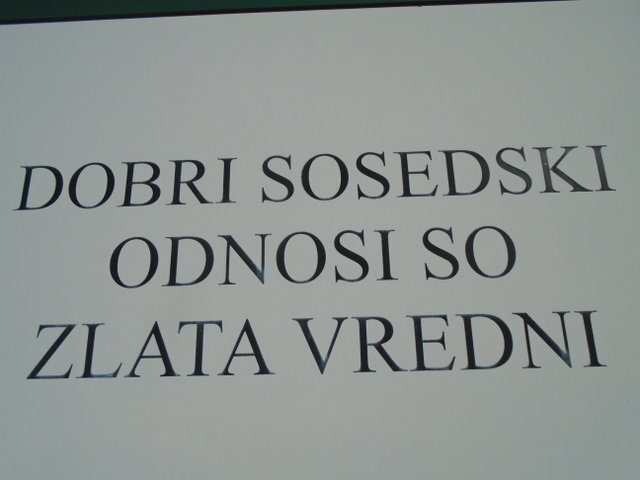 DOBRI SOSEDSKI
ODNOSI SO
ZLATA VREDNI